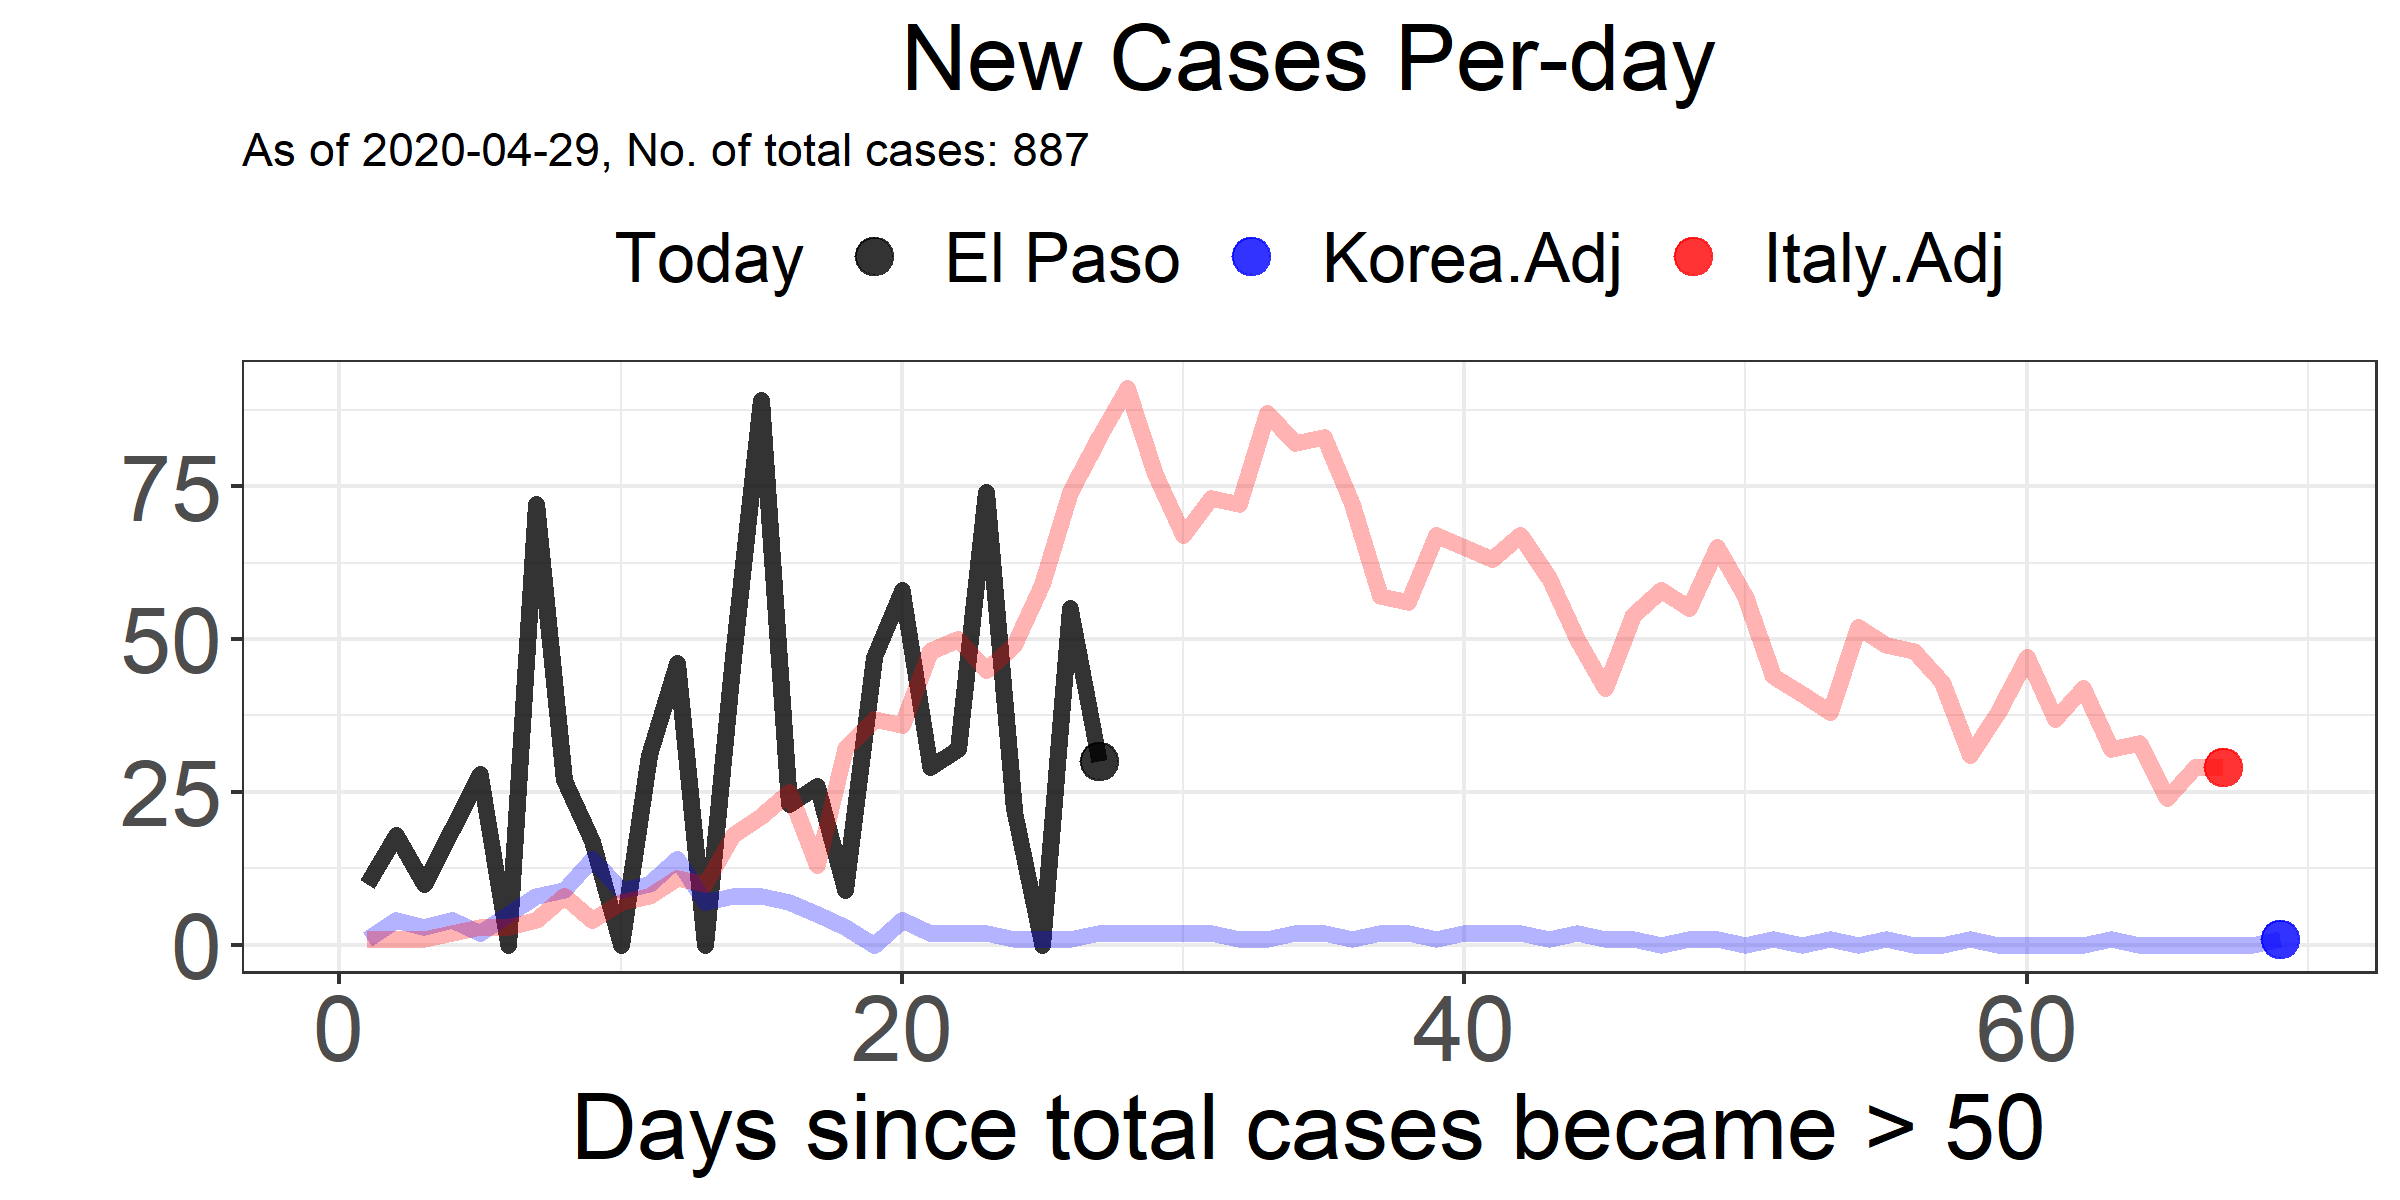 New Cases Per-day
As of 2020-04-29, No. of total cases: 887
Today El Paso Korea.Adj Italy.Adj
75
50
25
0
0 20 40 60
Days since total cases became > 50